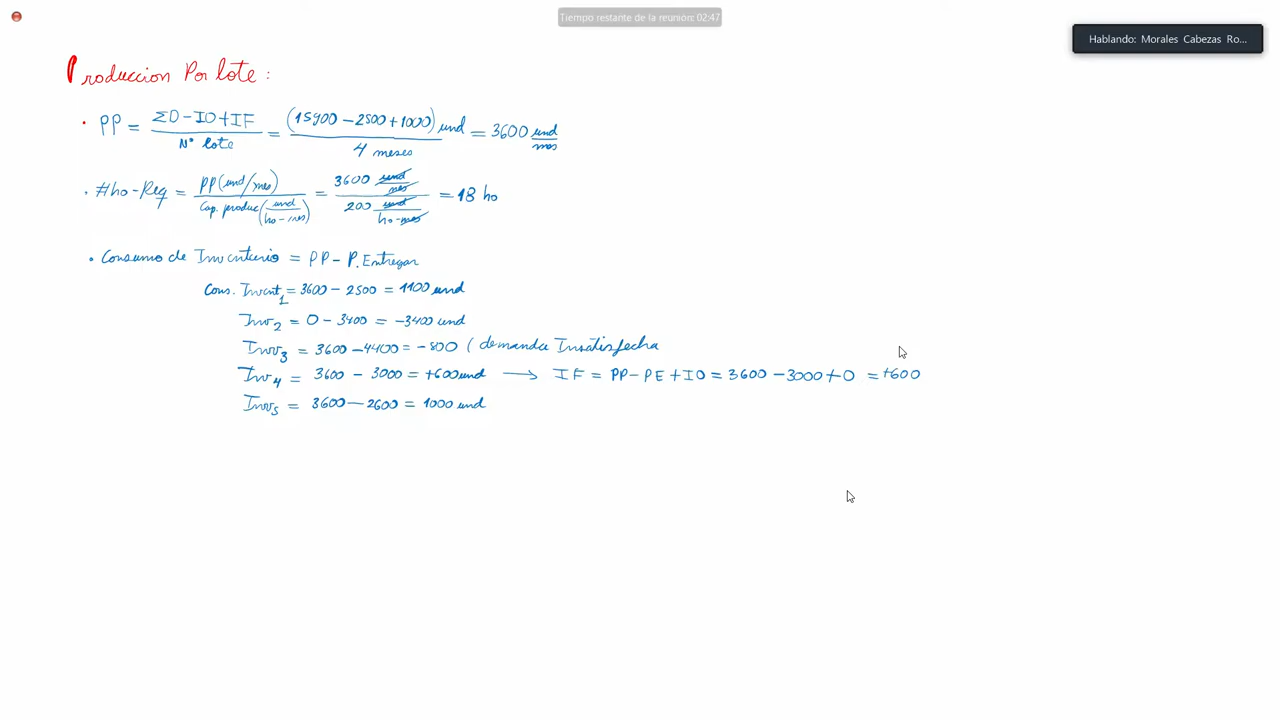 Tiempo restante de la reunión: 02:47
Hablando: Morales Cabezas Ro...
Produccion Por lote :
• PP = (ΣD - IO + IF) / N° lote = (15900 - 2500 + 1000) und / 4 meses = 3600 und/mes
• #ho-Req = PP (und/mes) / Cap. produc (und/ho-mes) = 3600 und/mes / 200 und/ho-mes = 18 ho
• Consumo de Inventario = PP - P. Entregar
Cons. Invent1 = 3600 - 2500 = 1100 und
Inv2 = 0 - 3400 = -3400 und
Inv3 = 3600 - 4400 = -800 ( demanda Insatisfecha
Inv4 = 3600 - 3000 = +600 und → IF = PP - PE + IO = 3600 - 3000 + 0 = +600
Inv5 = 3600 - 2600 = 1000 und